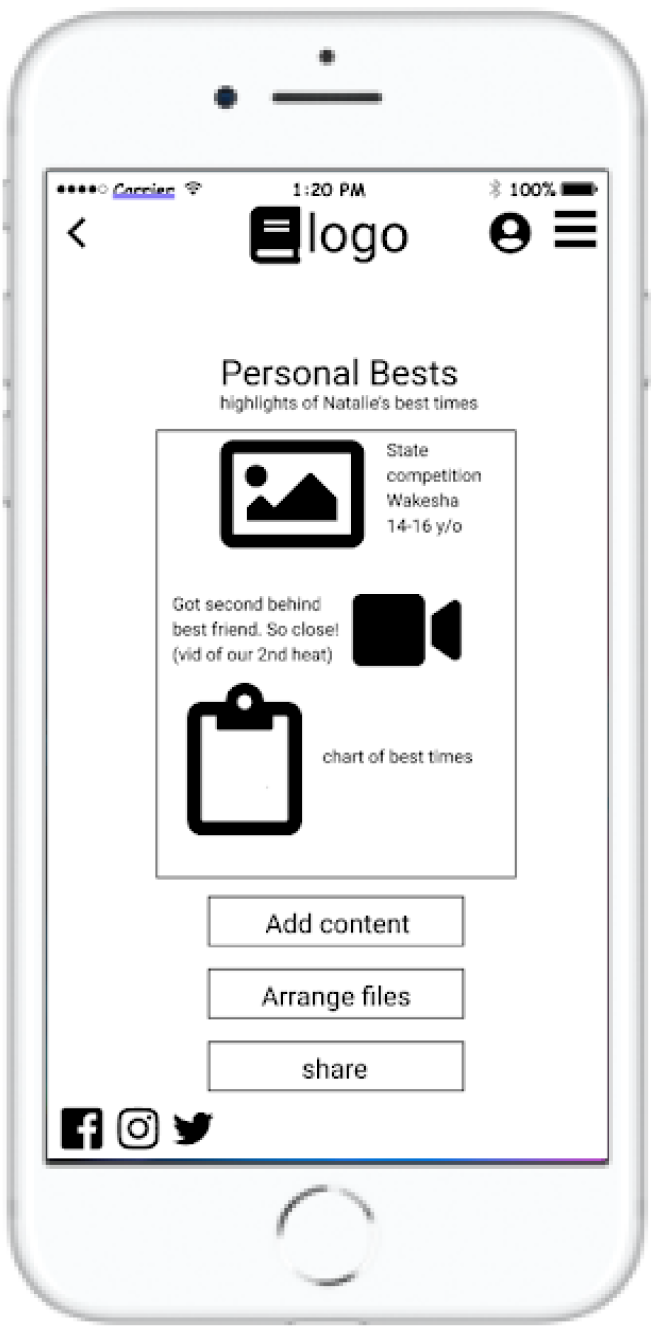 Carrier 1:20 PM 100%
logo
Personal Bests
highlights of Natalie's best times
State
competition
Wakesha
14-16 y/o
Got second behind
best friend. So close!
(vid of our 2nd heat)
chart of best times
Add content
Arrange files
share